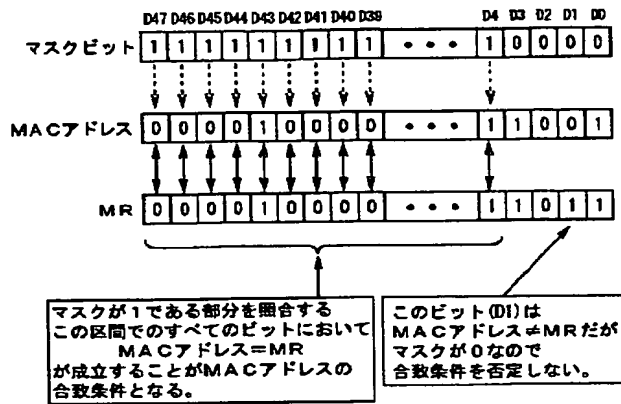 D47 D46 D45 D44 D43 D42 D41 D40 D39 D4 D3 D2 D1 D0
マスクビット 1 1 1 1 1 1 1 1 1 • • • 1 0 0 0 0
MACアドレス 0 0 0 0 1 0 0 0 0 • • • 1 1 0 0 1
MR 0 0 0 0 1 0 0 0 0 • • • 1 1 0 1 1
マスクが1である部分を照合する
この区間でのすべてのビットにおいて
MACアドレス=MR
が成立することがMACアドレスの
合致条件となる。
このビット(D1)は
MACアドレス≠MRだが
マスクが0なので
合致条件を否定しない。